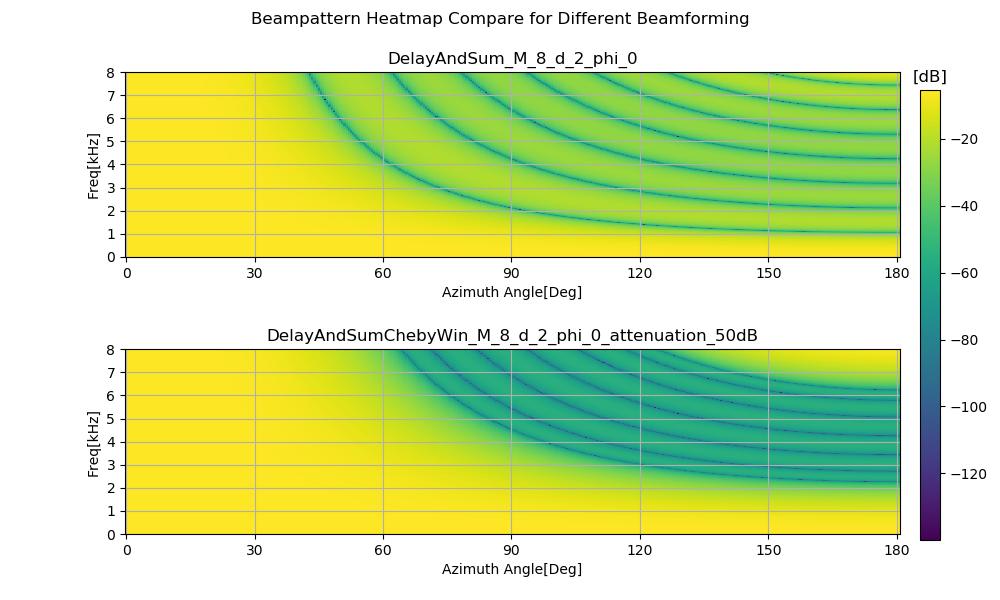 Beampattern Heatmap Compare for Different Beamforming
DelayAndSum_M_8_d_2_phi_0
[dB]
8
7
6
5
4
3
2
1
0
Freq[kHz]
0 30 60 90 120 150 180
Azimuth Angle[Deg]
DelayAndSumChebyWin_M_8_d_2_phi_0_attenuation_50dB
8
7
6
5
4
3
2
1
0
Freq[kHz]
0 30 60 90 120 150 180
Azimuth Angle[Deg]
−20
−40
−60
−80
−100
−120